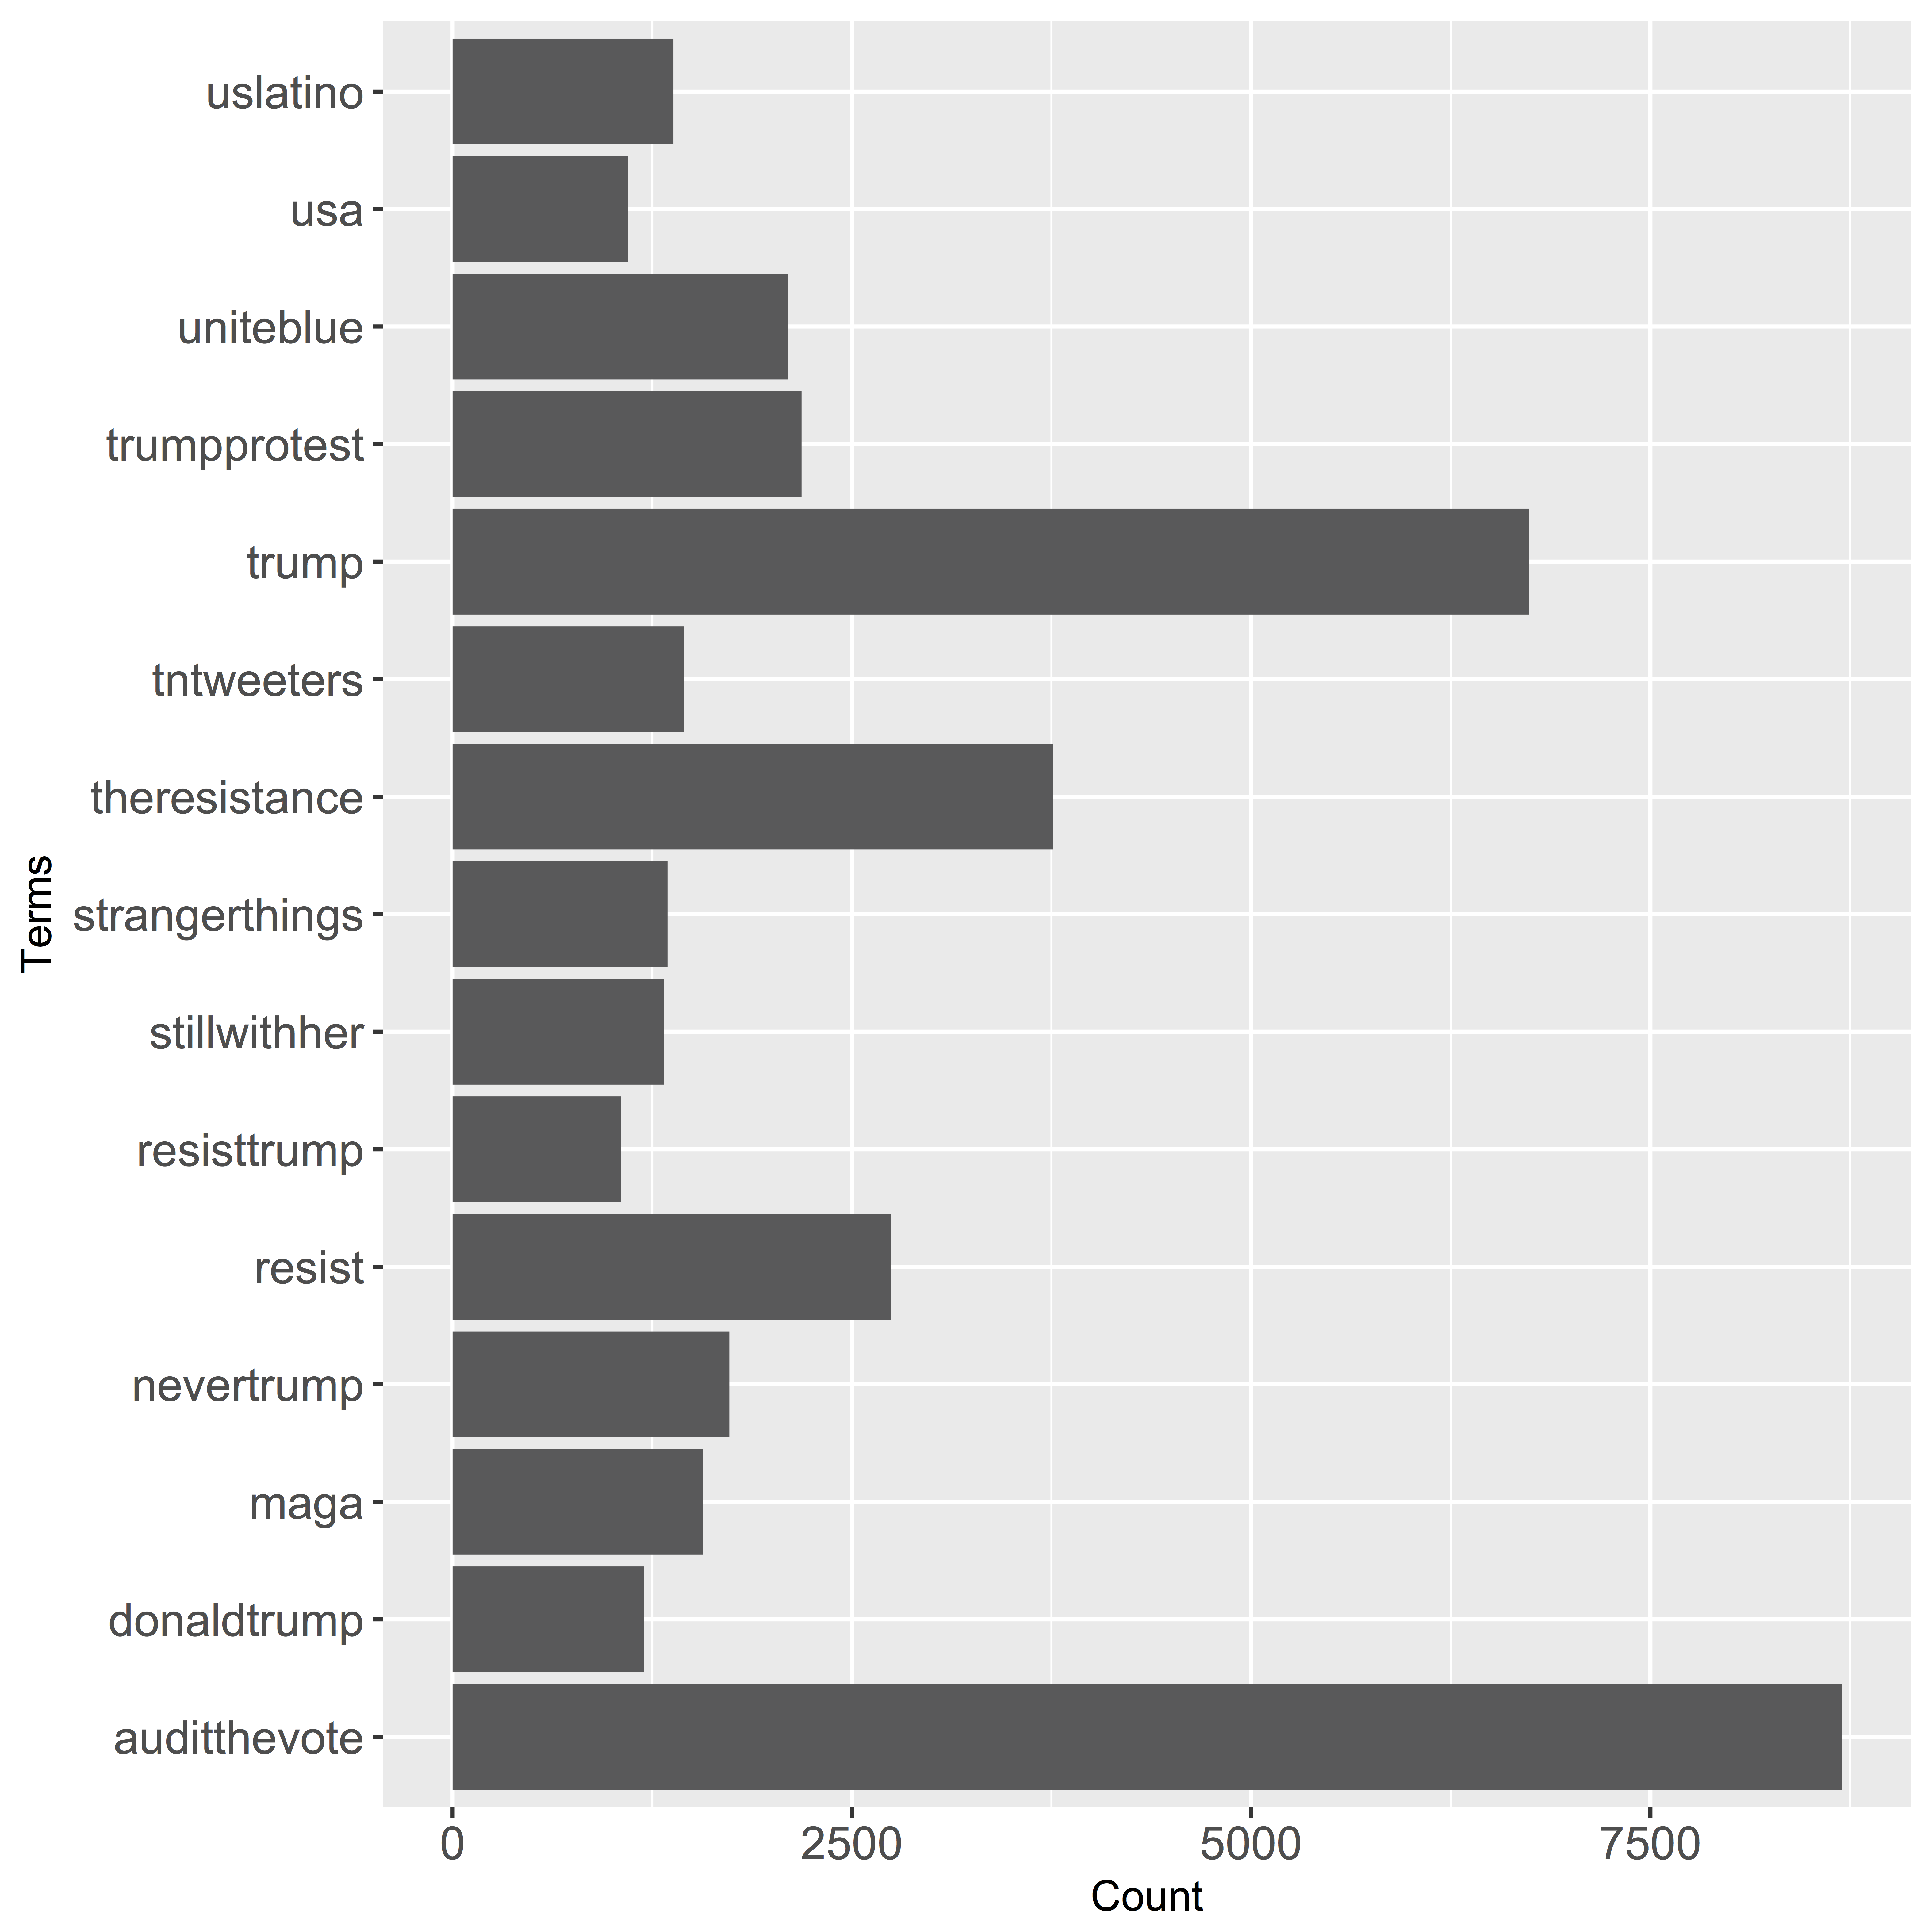 uslatino
usa
uniteblue
trumpprotest
trump
tntweeters
theresistance
strangerthings
stillwithher
resisttrump
resist
nevertrump
maga
donaldtrump
auditthevote
Terms
0 2500 5000 7500
Count